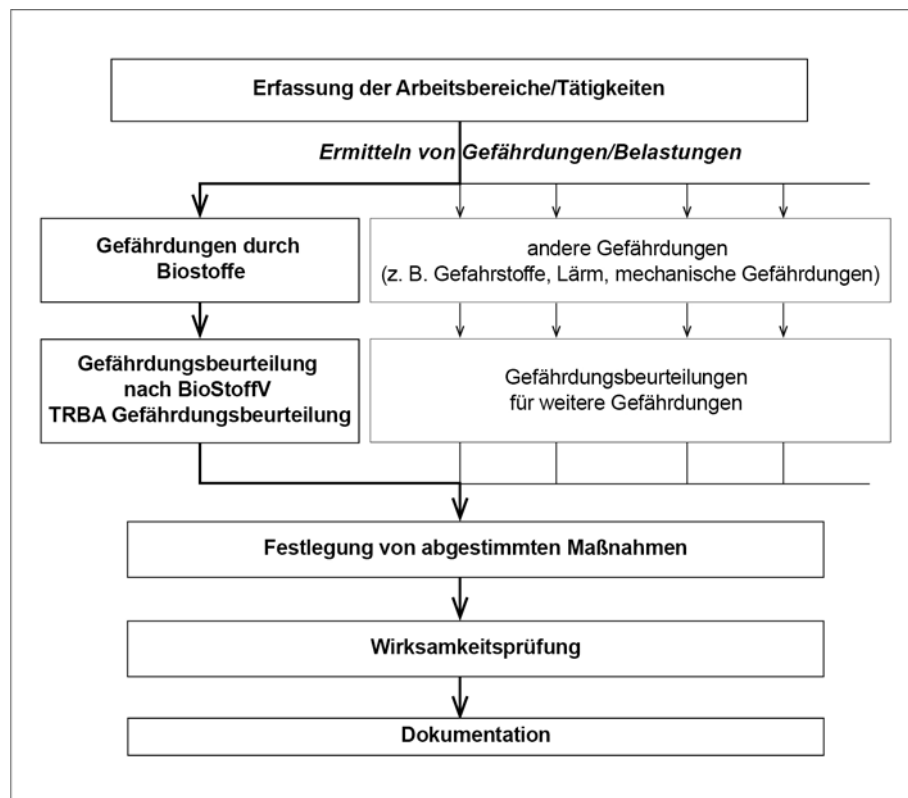 Erfassung der Arbeitsbereiche/Tätigkeiten
Ermitteln von Gefährdungen/Belastungen
Gefährdungen durch
Biostoffe
andere Gefährdungen
(z. B. Gefahrstoffe, Lärm, mechanische Gefährdungen)
Gefährdungsbeurteilung
nach BioStoffV
TRBA Gefährdungsbeurteilung
Gefährdungsbeurteilungen
für weitere Gefährdungen
Festlegung von abgestimmten Maßnahmen
Wirksamkeitsprüfung
Dokumentation